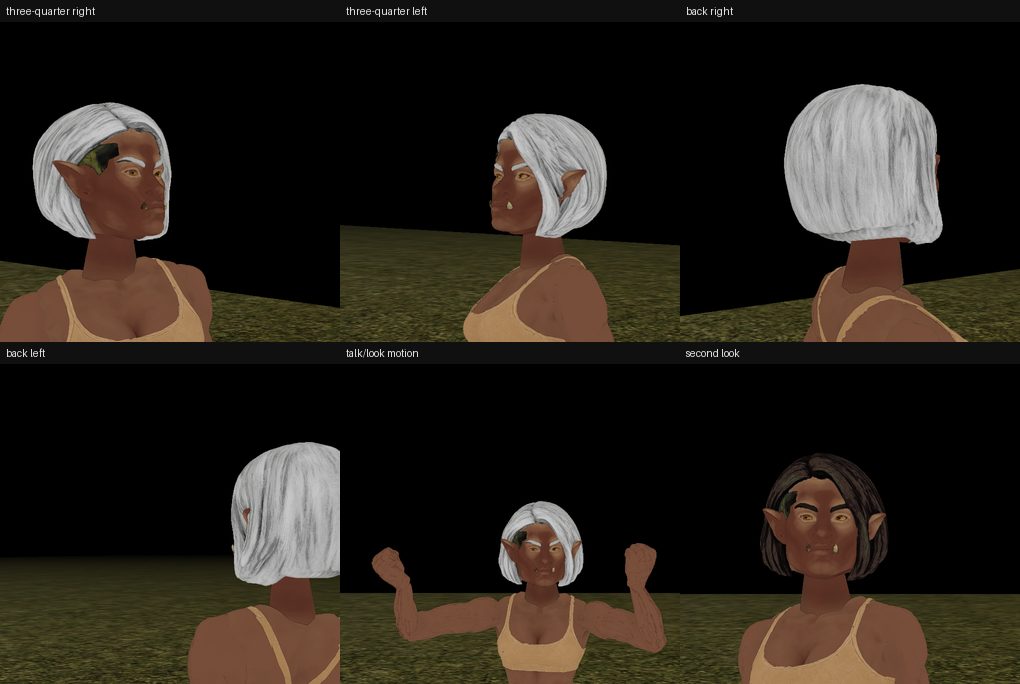 three-quarter right
three-quarter left
back right
back left
talk/look motion
second look